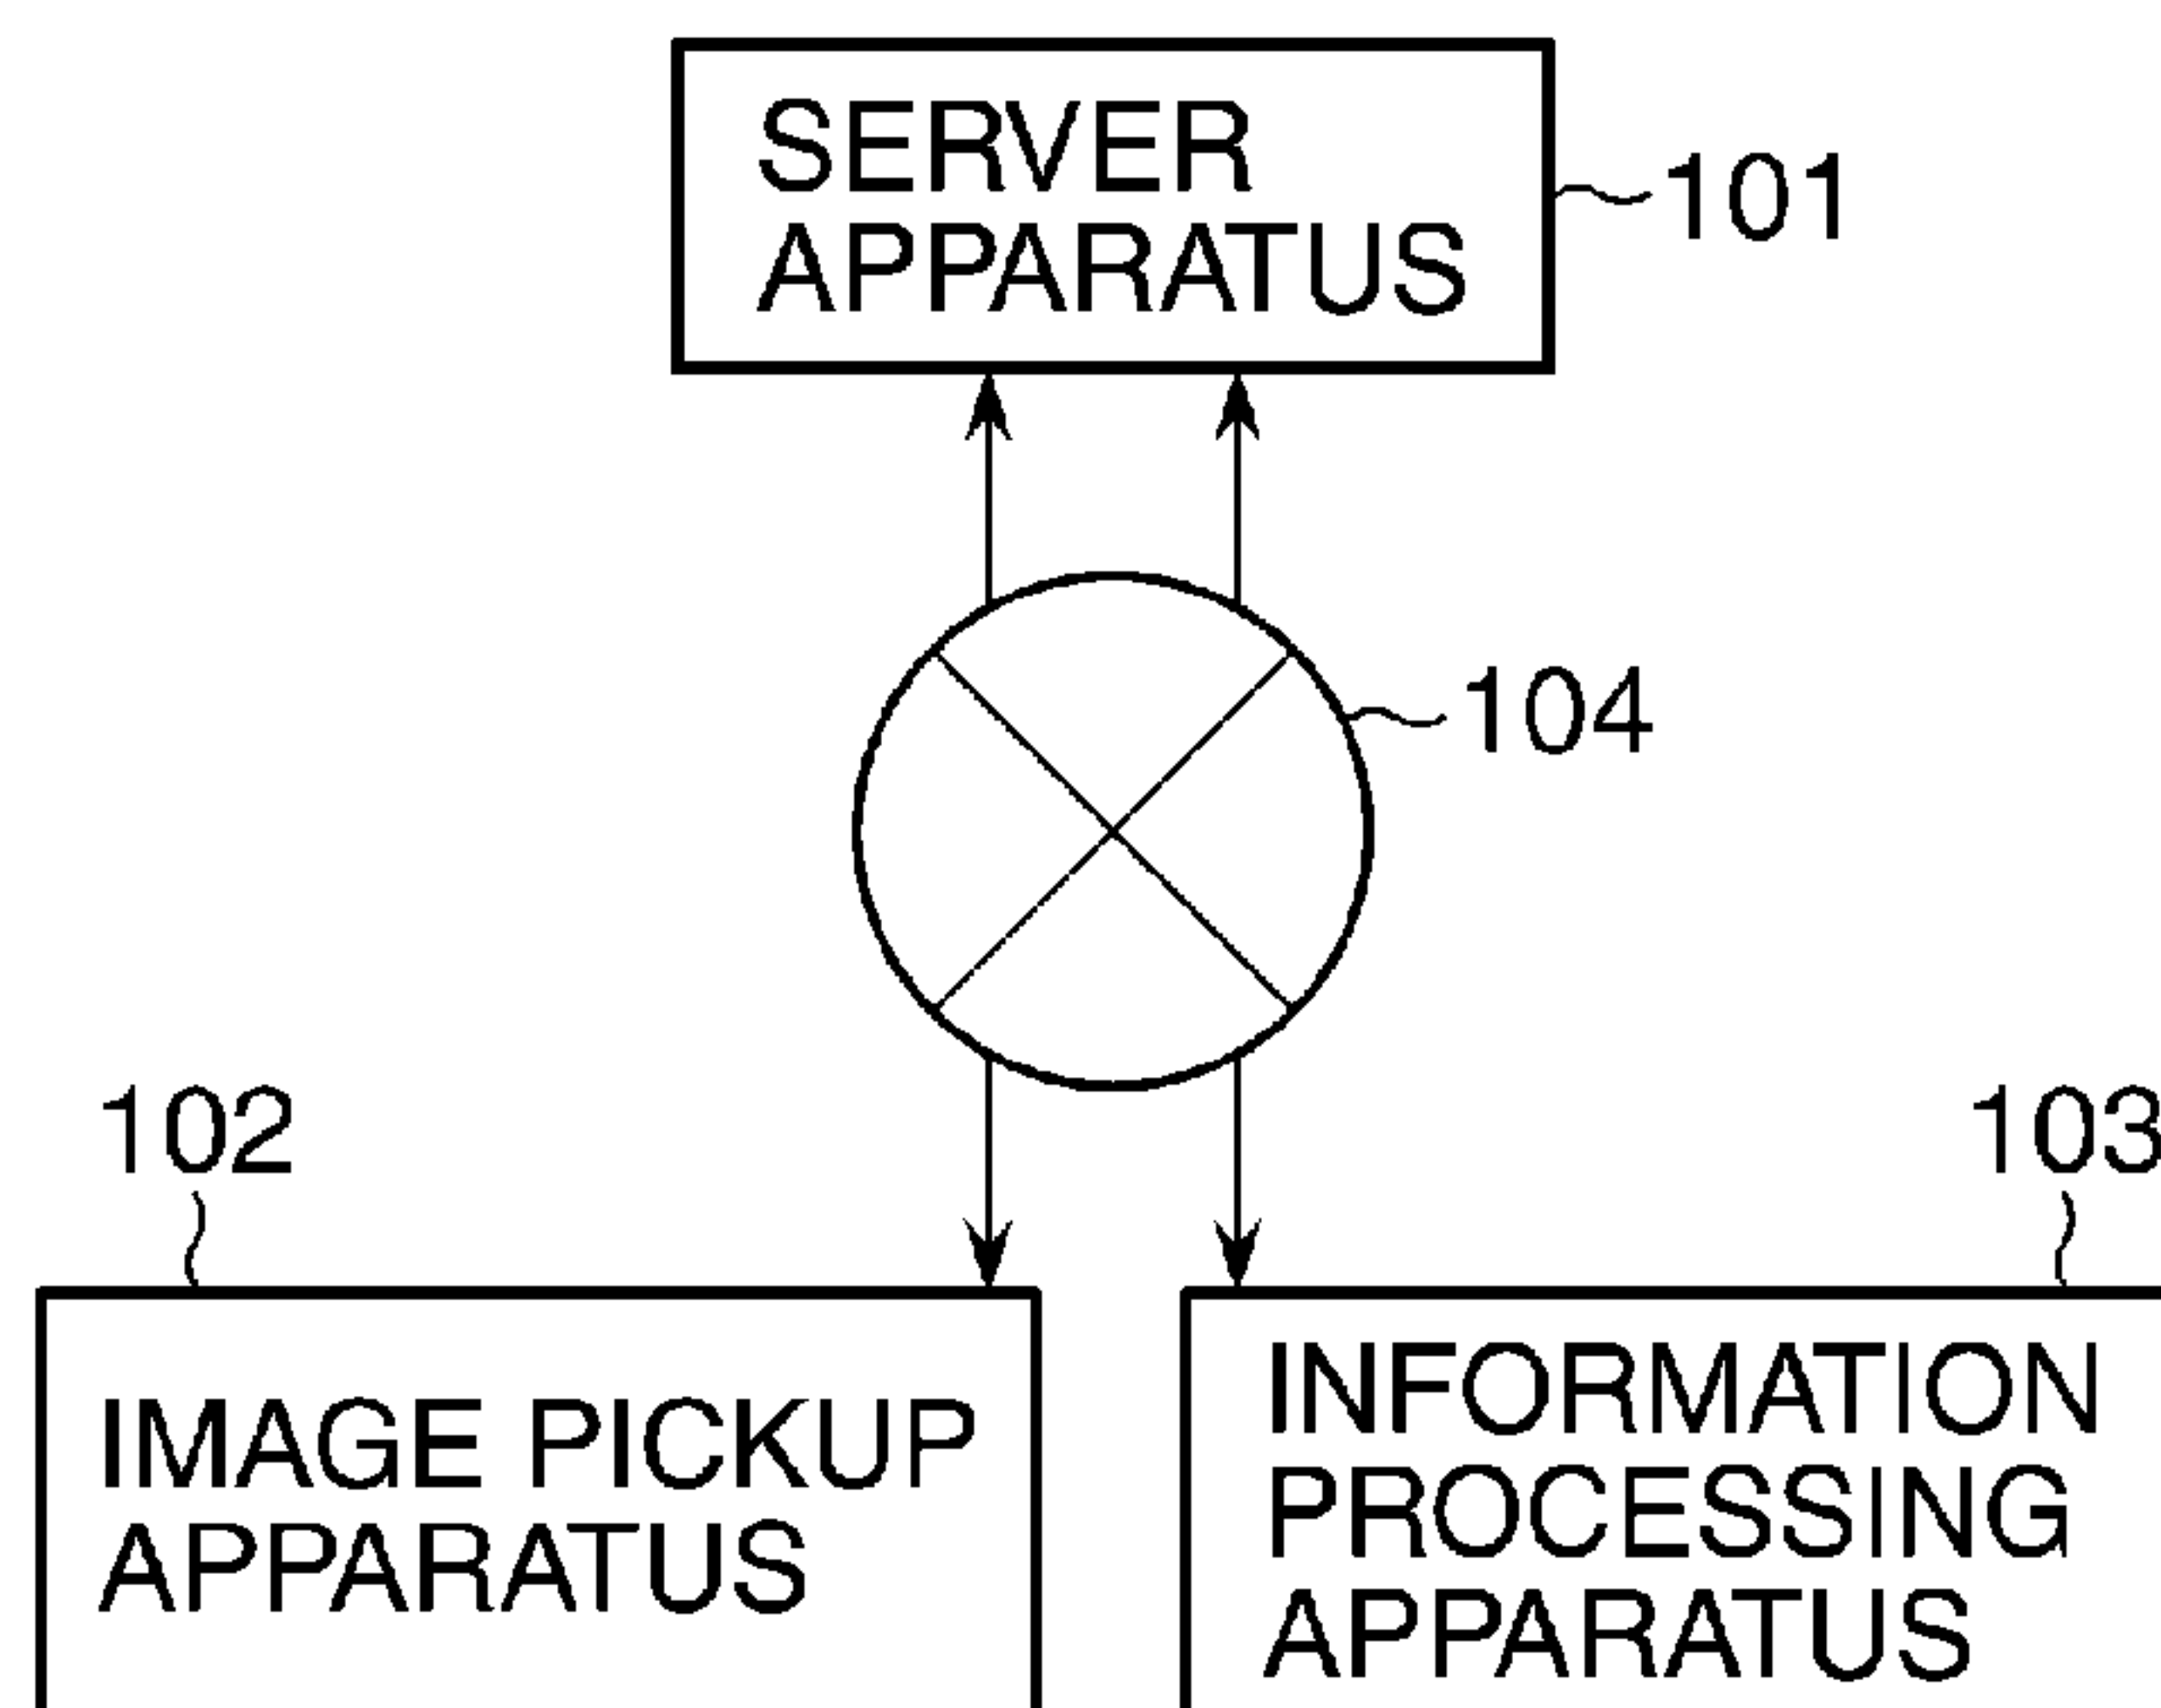 SERVER
APPARATUS
101
104
102
103
IMAGE PICKUP
APPARATUS
INFORMATION
PROCESSING
APPARATUS